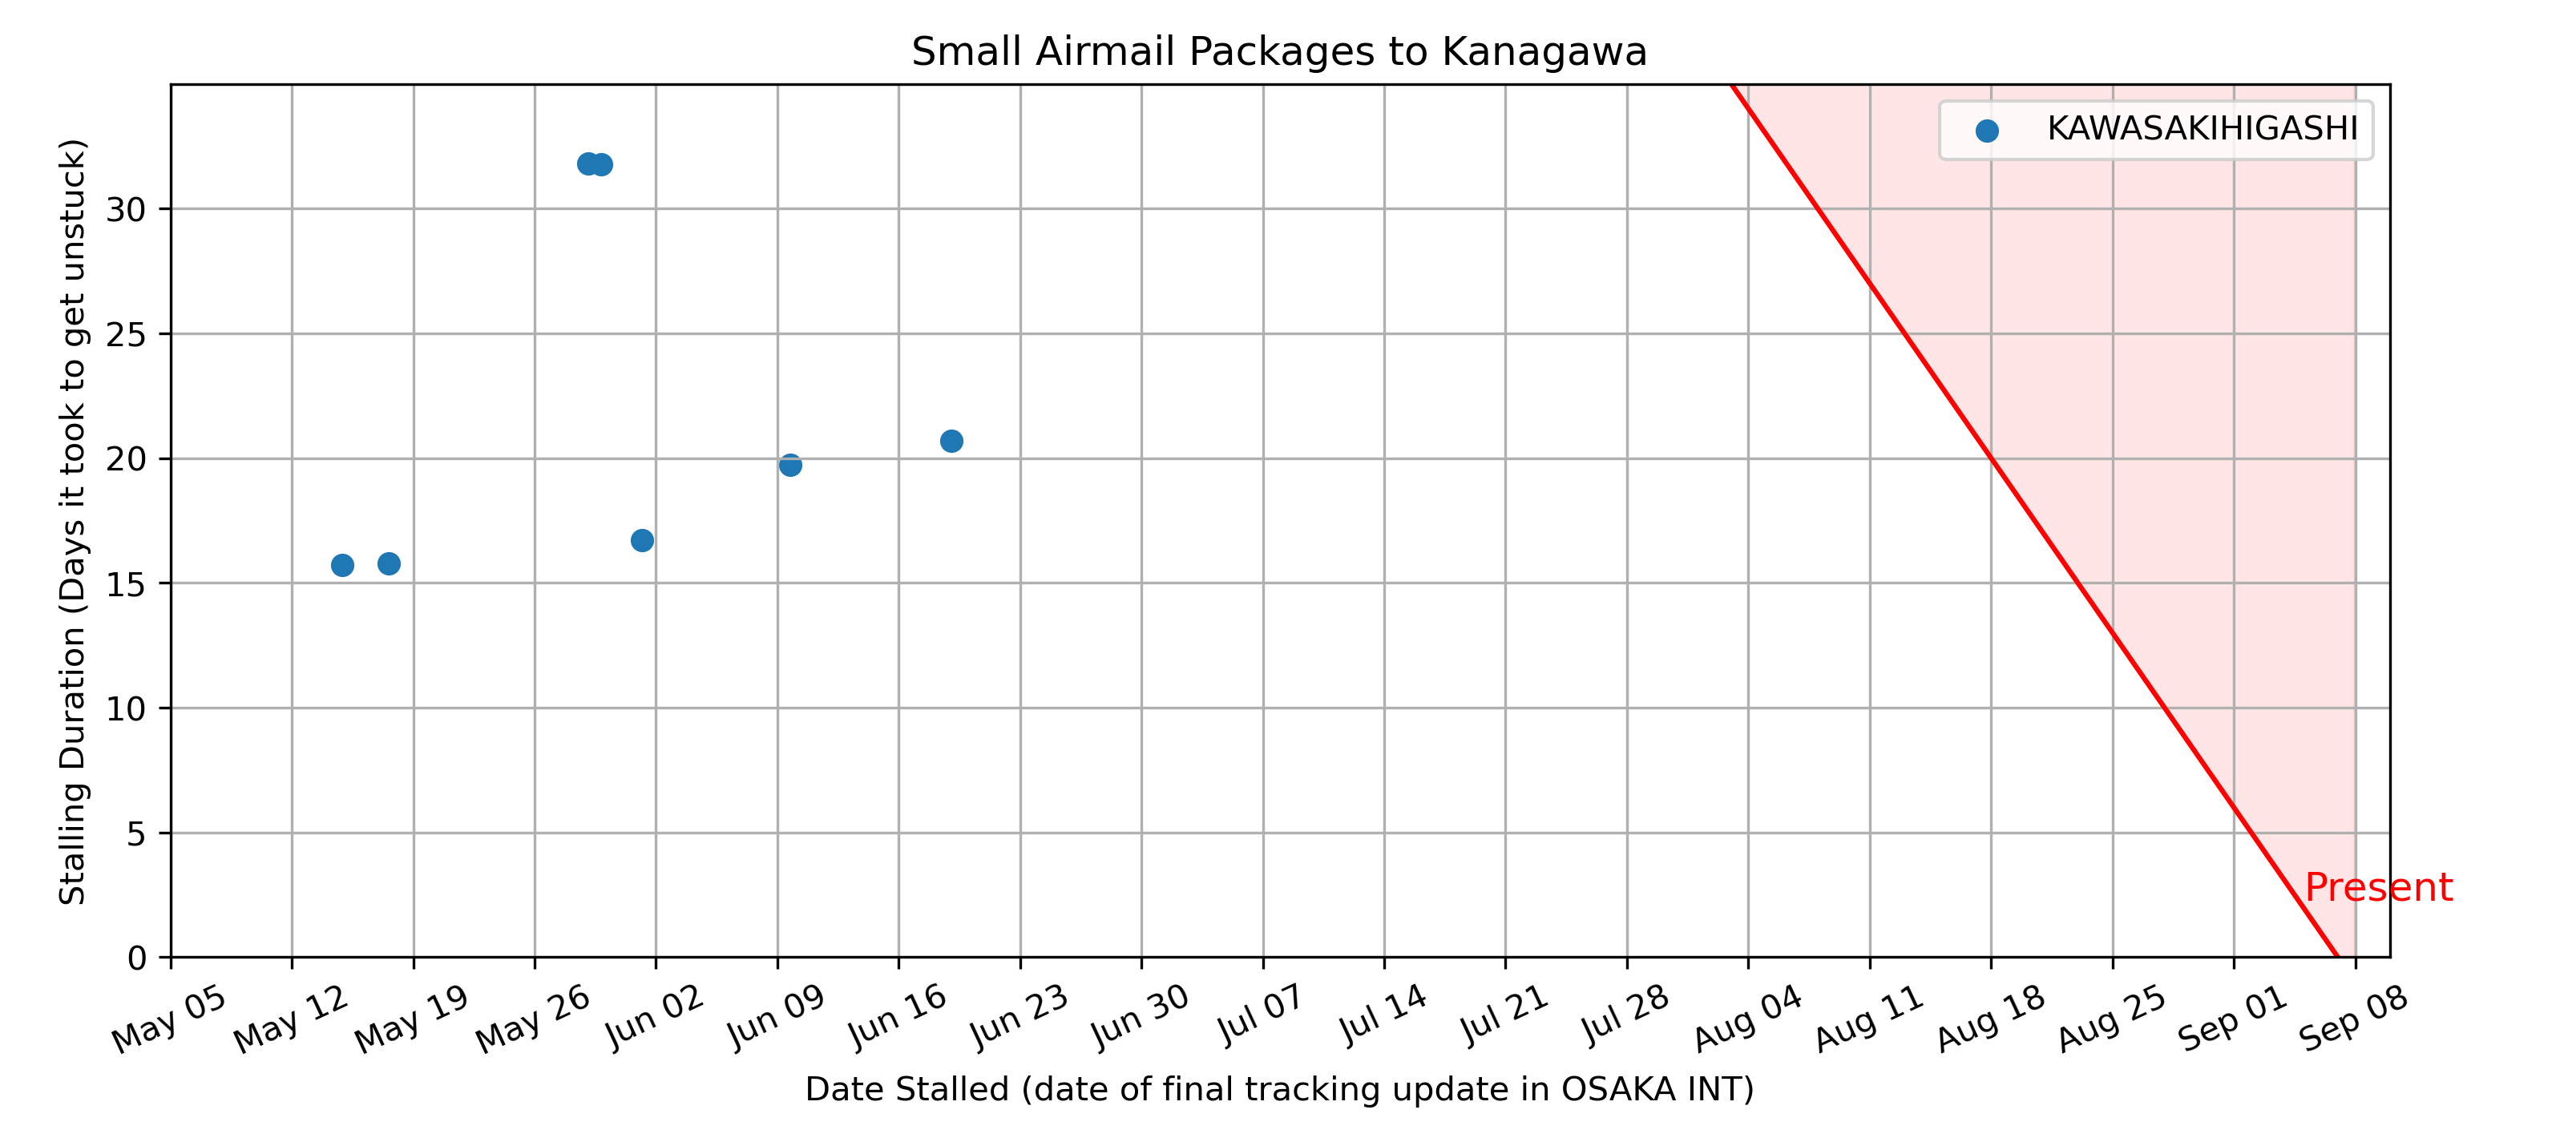 Small Airmail Packages to Kanagawa
KAWASAKIHIGASHI
Stalling Duration (Days it took to get unstuck)
30
25
20
15
10
5
0
Present
May 05
May 12
May 19
May 26
Jun 02
Jun 09
Jun 16
Jun 23
Jun 30
Jul 07
Jul 14
Jul 21
Jul 28
Aug 04
Aug 11
Aug 18
Aug 25
Sep 01
Sep 08
Date Stalled (date of final tracking update in OSAKA INT)